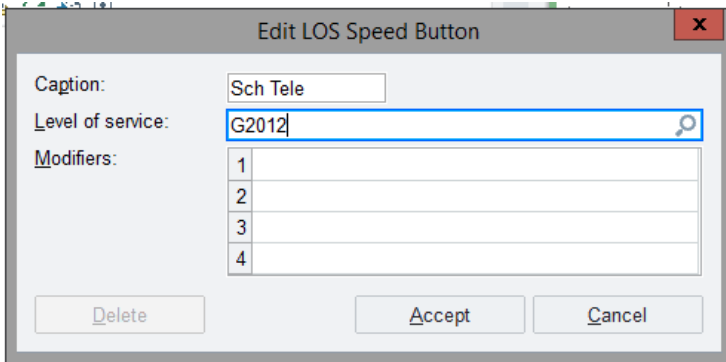 Edit LOS Speed Button
x
Caption: Sch Tele
Level of service: G2012
Modifiers:
1
2
3
4
Delete Accept Cancel